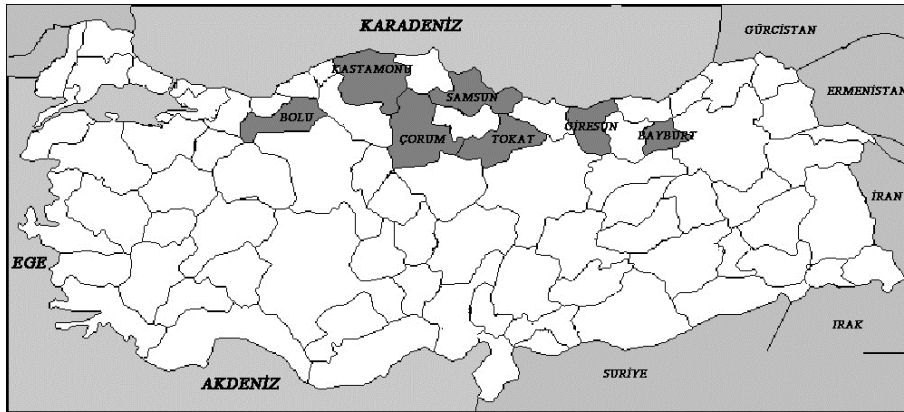 KARADENİZ
GÜRCİSTAN
KASTAMONU
ERMENİSTAN
SAMSUN
BOLU
GİRESUN
ÇORUM
TOKAT
BAYBURT
İRAN
EGE
IRAK
SURİYE
AKDENİZ